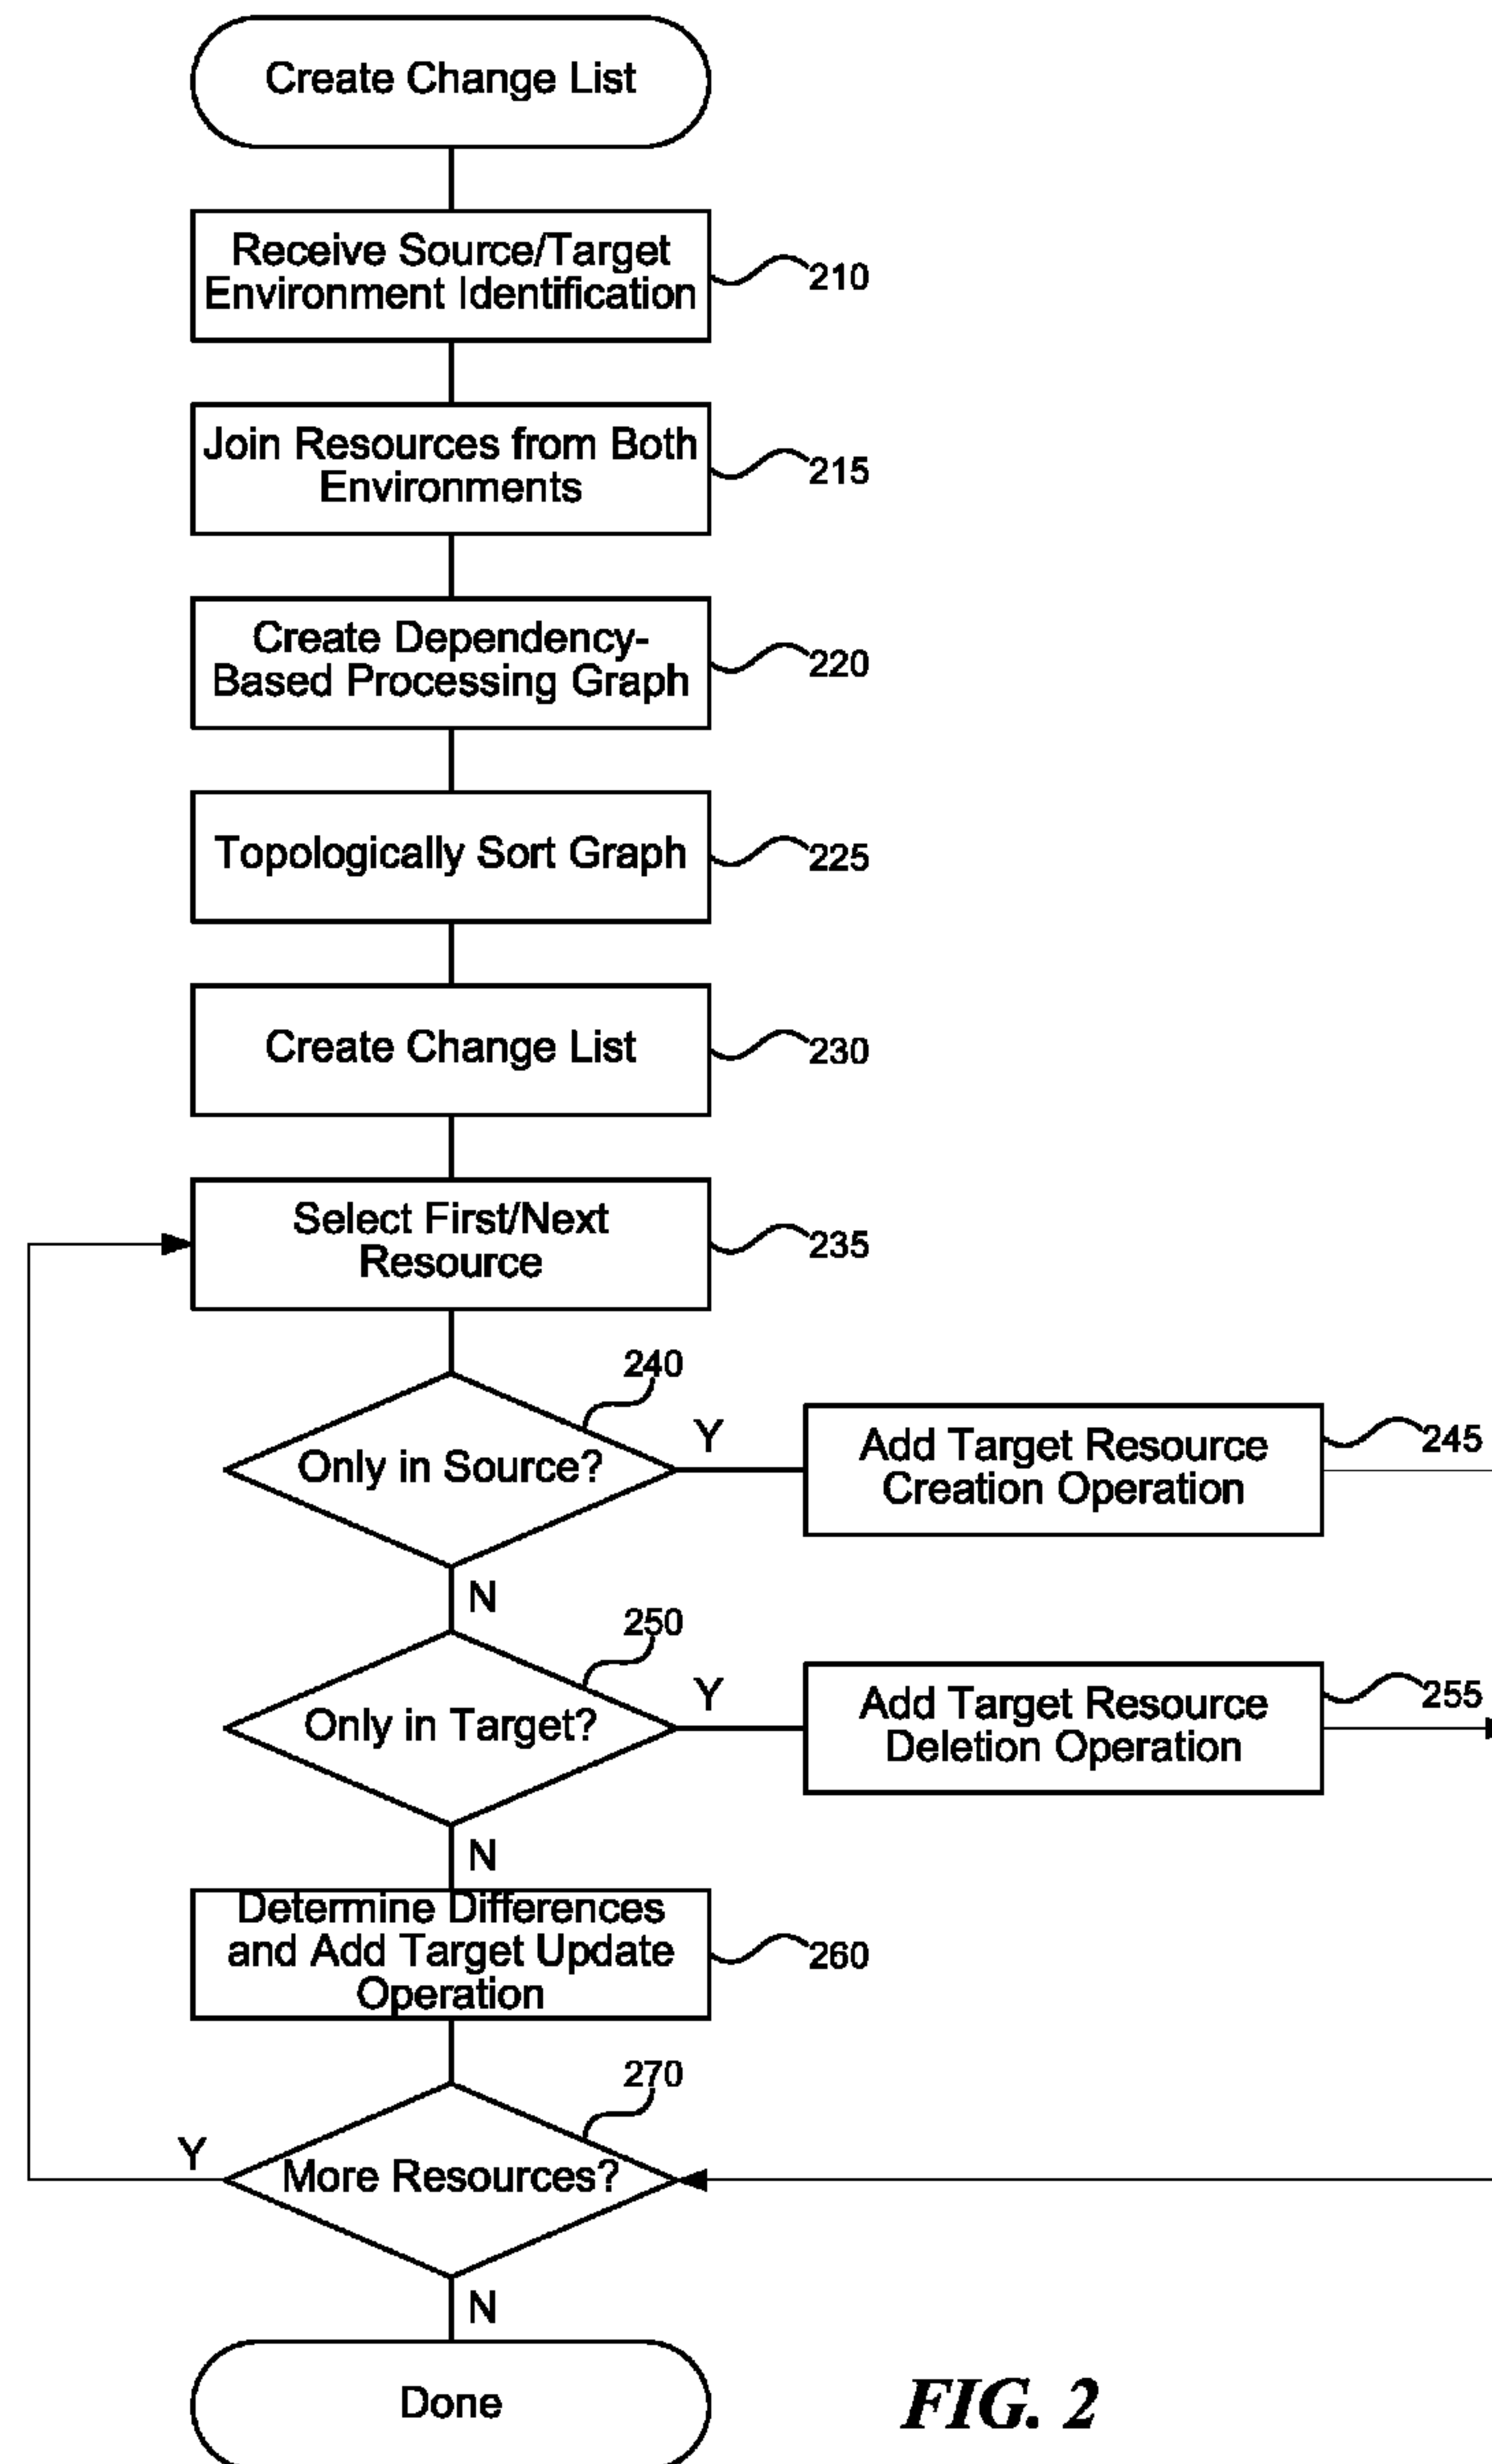 Create Change List
Receive Source/Target
Environment Identification
210
Join Resources from Both
Environments
215
Create Dependency-
Based Processing Graph
220
Topologically Sort Graph
225
Create Change List
230
Select First/Next
Resource
235
240
Only in Source?
Y
Add Target Resource
Creation Operation
245
N
250
Only in Target?
Y
Add Target Resource
Deletion Operation
255
N
Determine Differences
and Add Target Update
Operation
260
270
Y
More Resources?
N
Done
FIG. 2